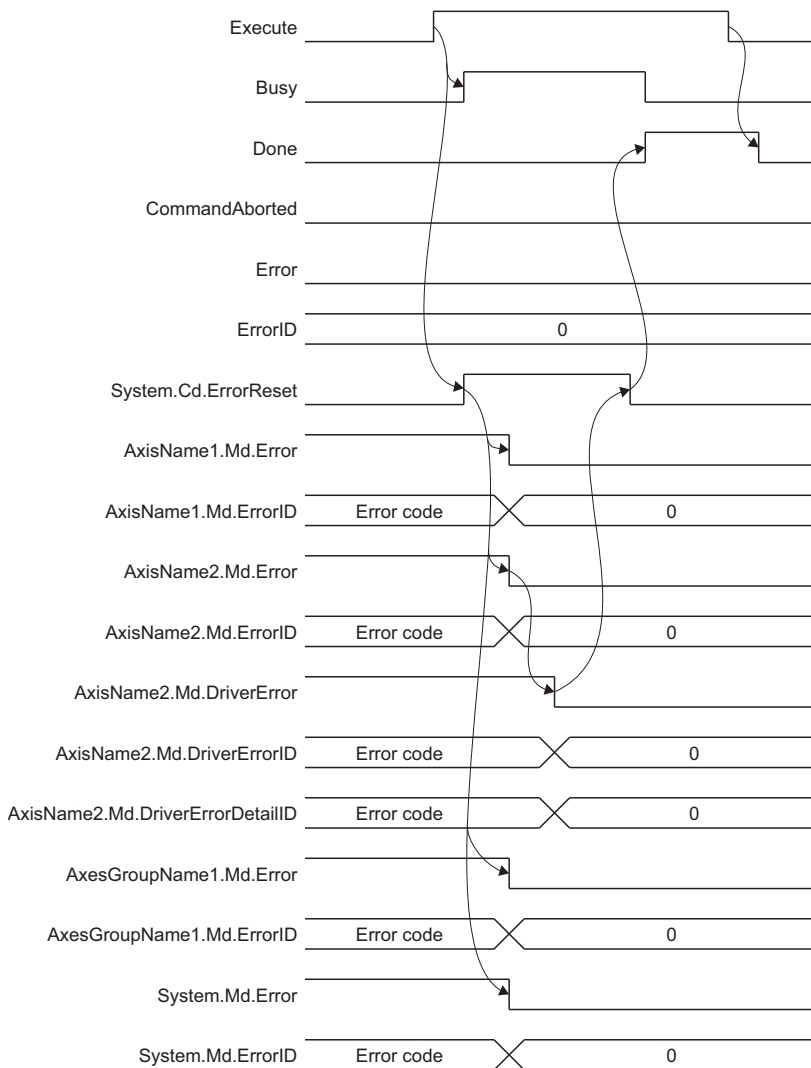 Execute
Busy
Done
CommandAborted
Error
ErrorID 0
System.Cd.ErrorReset
AxisName1.Md.Error
AxisName1.Md.ErrorID Error code 0
AxisName2.Md.Error
AxisName2.Md.ErrorID Error code 0
AxisName2.Md.DriverError
AxisName2.Md.DriverErrorID Error code 0
AxisName2.Md.DriverErrorDetailID Error code 0
AxesGroupName1.Md.Error
AxesGroupName1.Md.ErrorID Error code 0
System.Md.Error
System.Md.ErrorID Error code 0